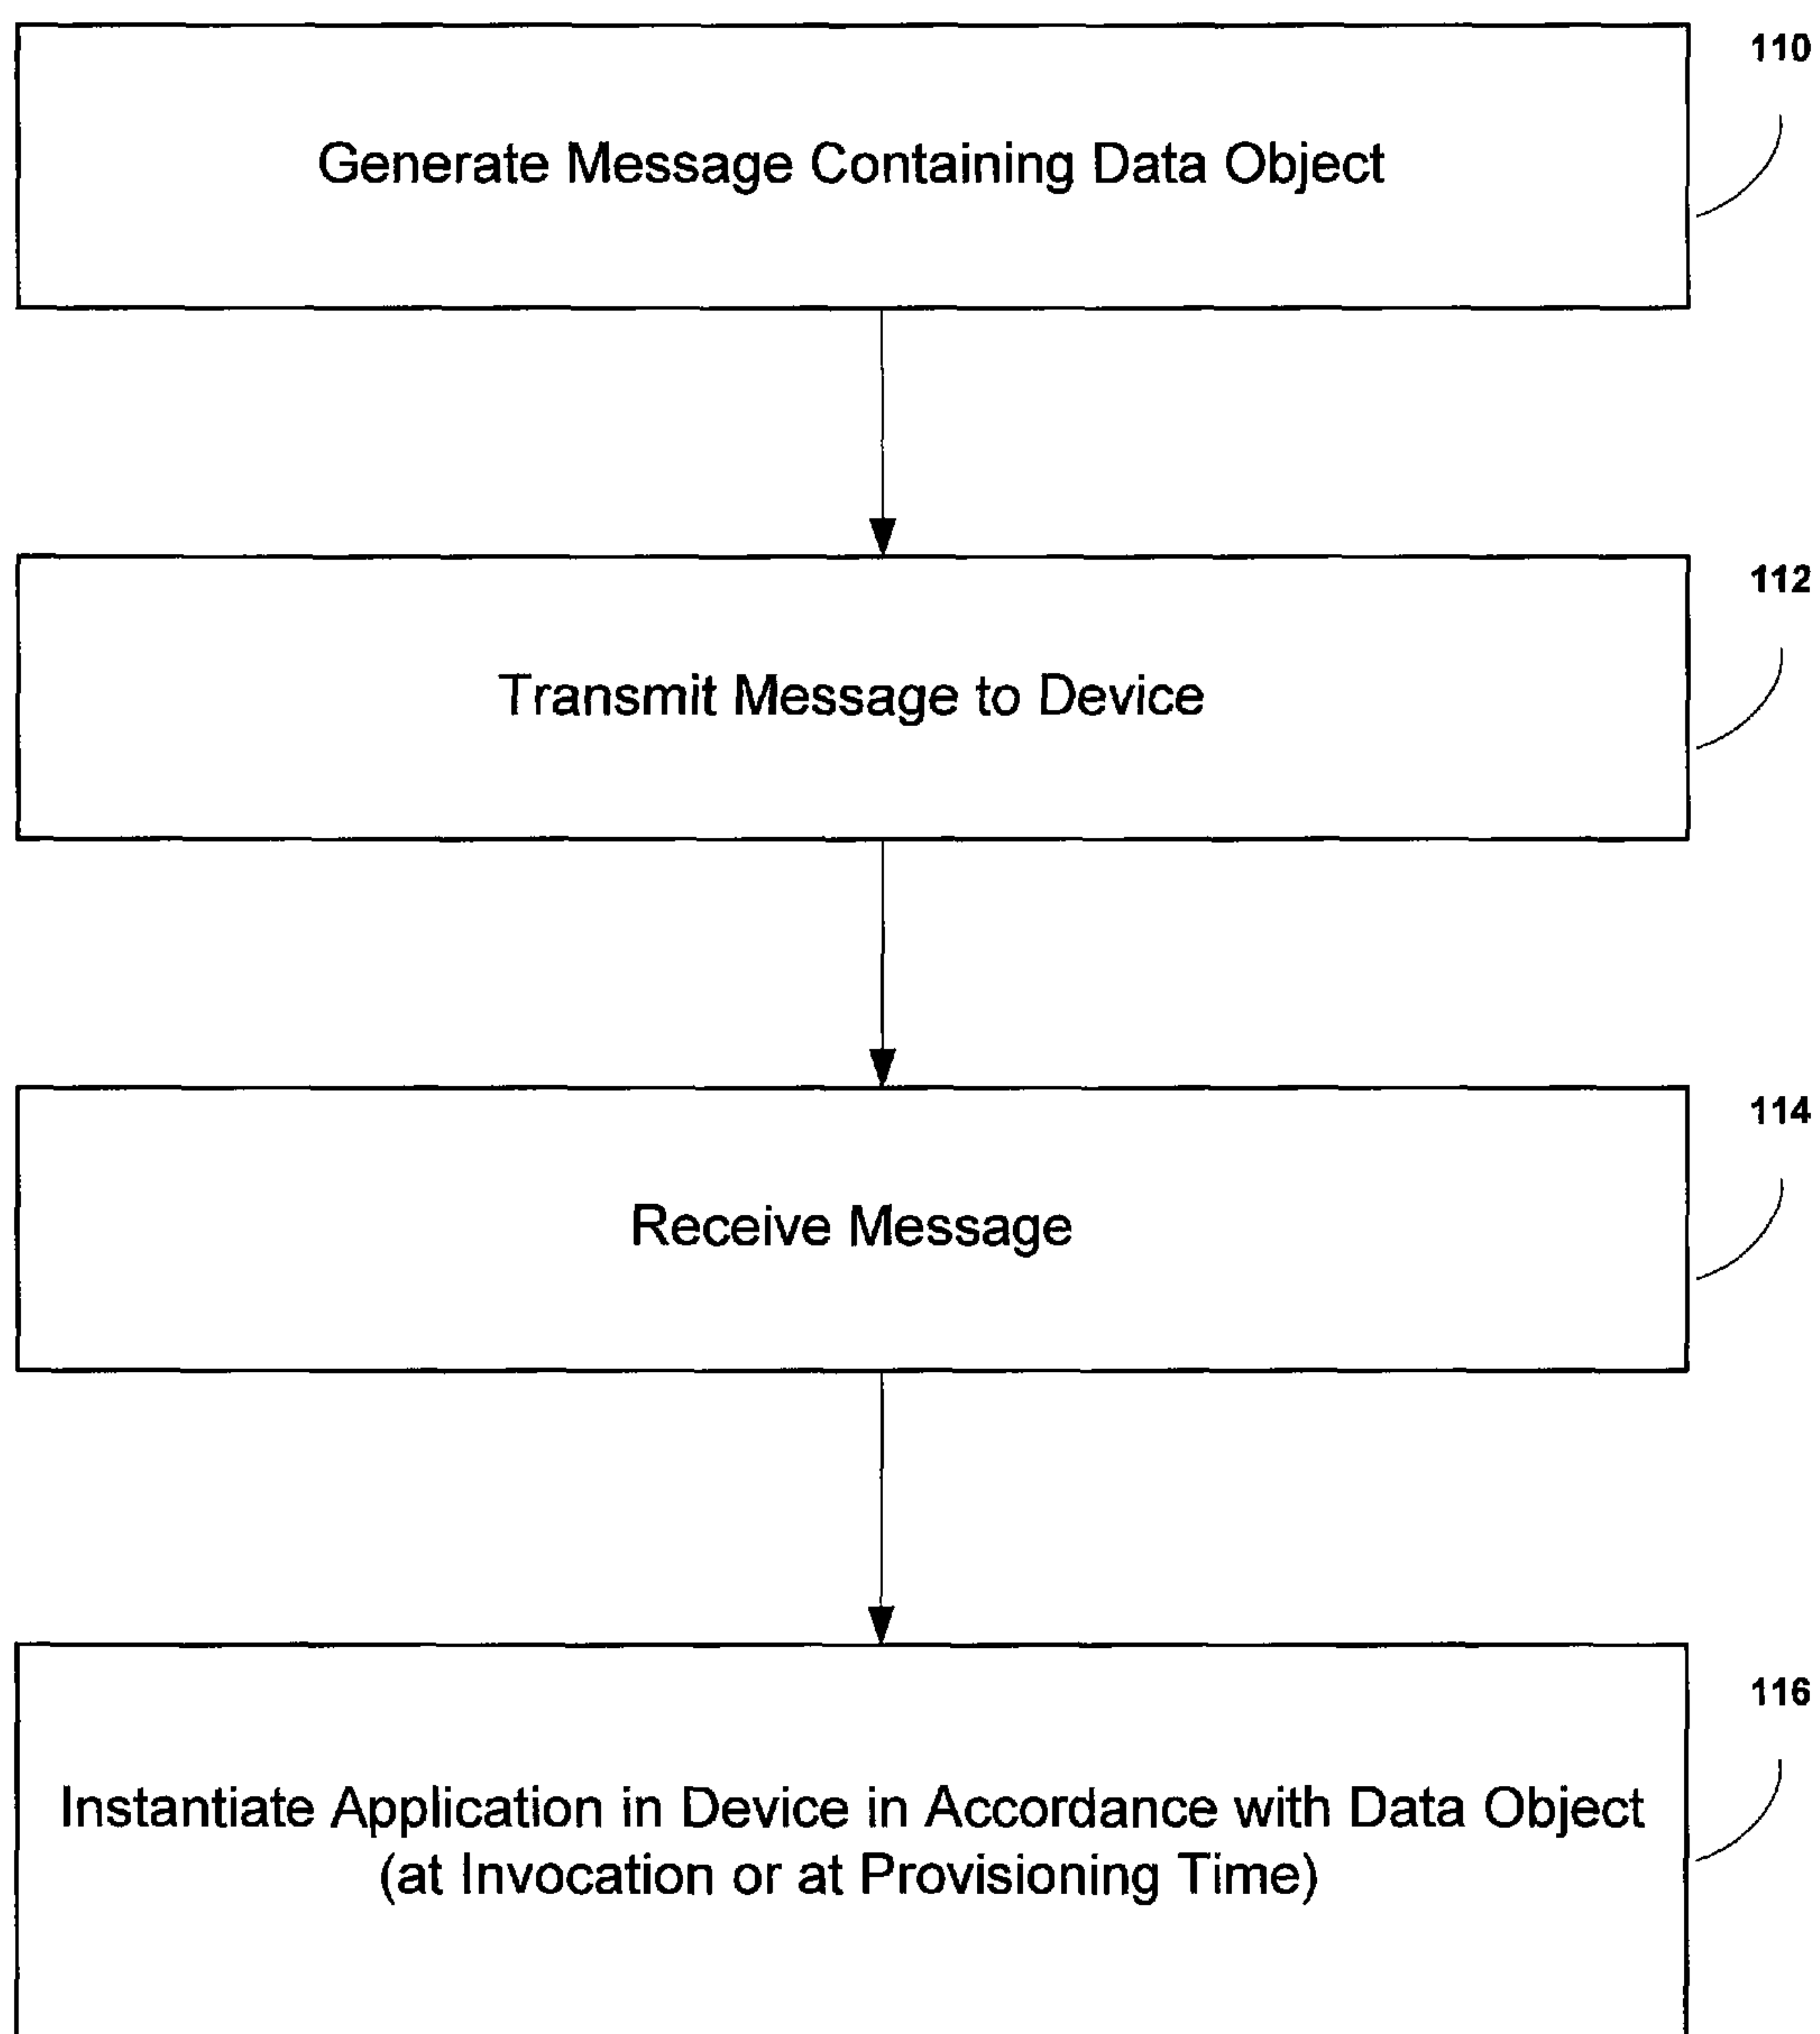 110
Generate Message Containing Data Object
112
Transmit Message to Device
114
Receive Message
116
Instantiate Application in Device in Accordance with Data Object
(at Invocation or at Provisioning Time)